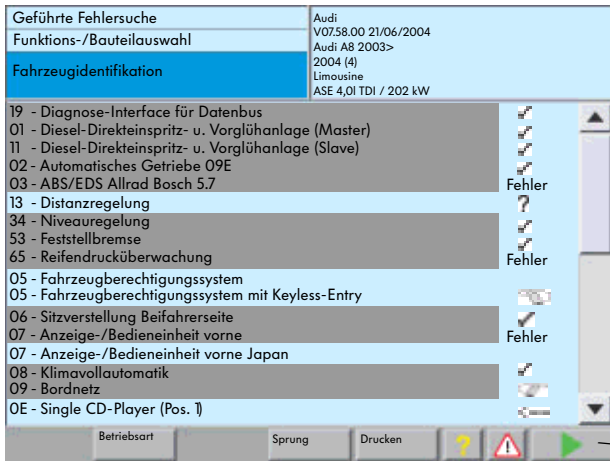 Geführte Fehlersuche
Funktions-/Bauteilauswahl
Fahrzeugidentifikation
Audi
V07.58.00 21/06/2004
Audi A8 2003>
2004 (4)
Limousine
ASE 4,0l TDI / 202 kW
19 - Diagnose-Interface für Datenbus
01 - Diesel-Direkteinspritz- u. Vorglühanlage (Master)
11 - Diesel-Direkteinspritz- u. Vorglühanlage (Slave)
02 - Automatisches Getriebe 09E
03 - ABS/EDS Allrad Bosch 5.7 Fehler
13 - Distanzregelung ?
34 - Niveauregelung
53 - Feststellbremse
65 - Reifendrucküberwachung Fehler
05 - Fahrzeugberechtigungssystem
05 - Fahrzeugberechtigungssystem mit Keyless-Entry
06 - Sitzverstellung Beifahrerseite
07 - Anzeige-/Bedieneinheit vorne Fehler
07 - Anzeige-/Bedieneinheit vorne Japan
08 - Klimavollautomatik
09 - Bordnetz
0E - Single CD-Player (Pos. 1)
Betriebsart Sprung Drucken ?